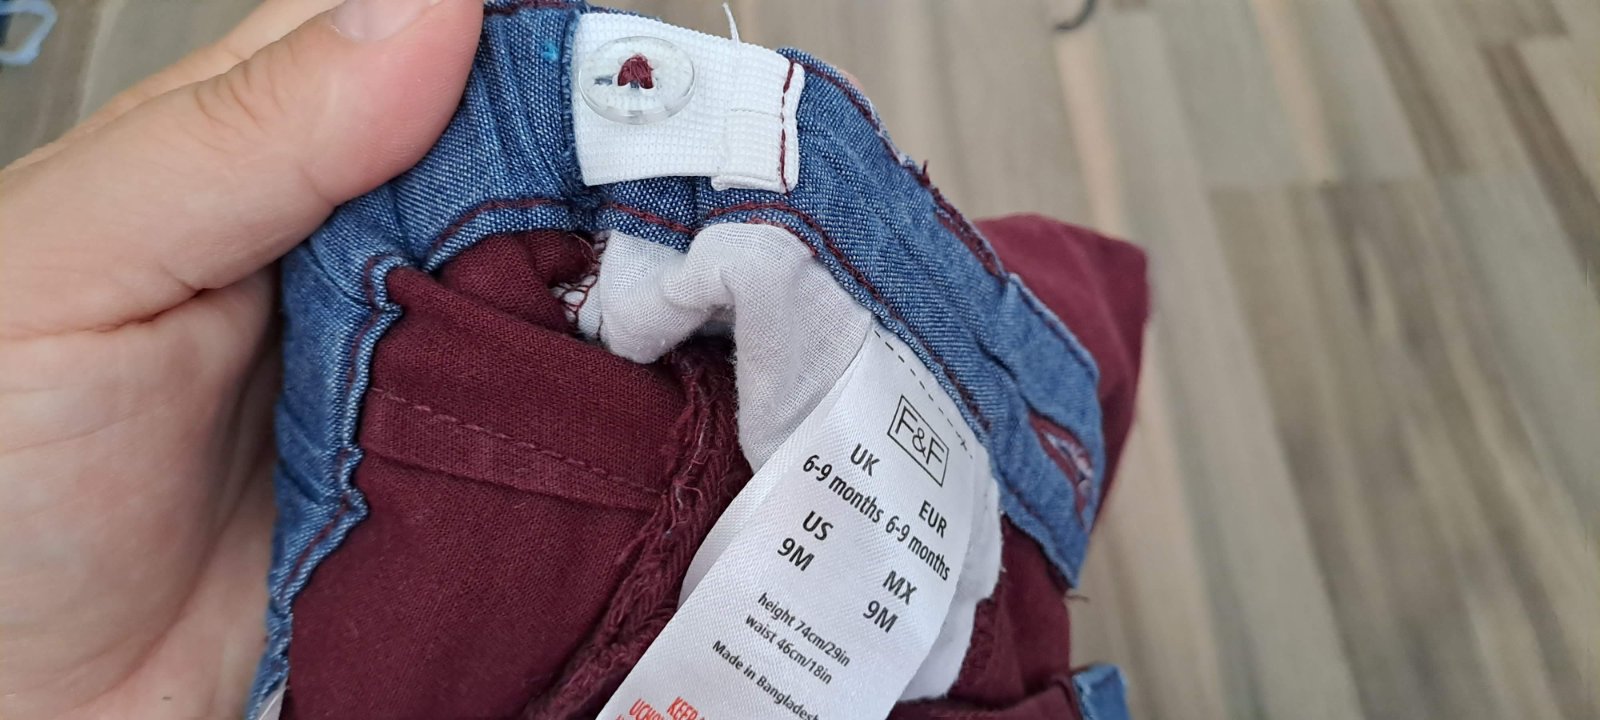 F&F
UK
6-9 months
EUR
6-9 months
US
9M
MX
9M
height 74cm/29in
waist 46cm/18in
Made in Bangladesh
KEEP